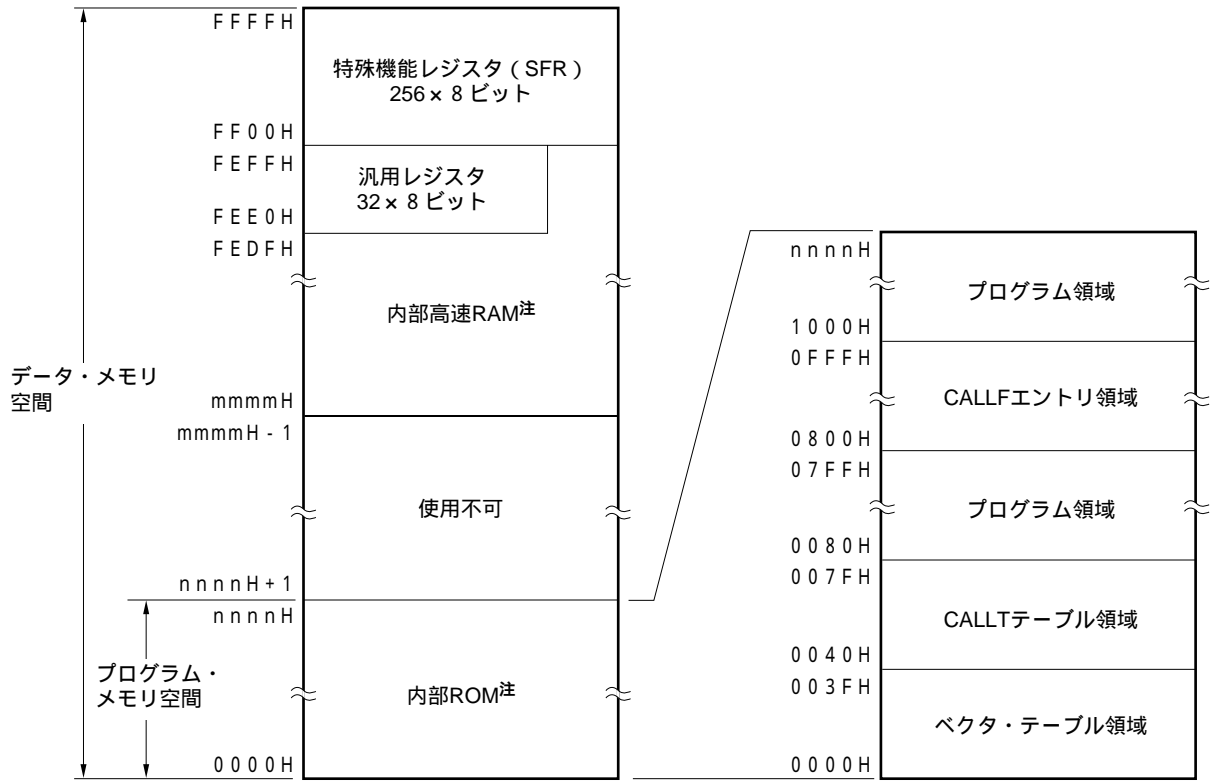 FFFFH
特殊機能レジスタ（SFR）
256×8ビット
FF00H
FEFFH
汎用レジスタ
32×8ビット
FEE0H
FEDFH
内部高速RAM注
データ・メモリ
空間
mmmmH
mmmmH-1
使用不可
nnnnH+1
nnnnH
プログラム・
メモリ空間
内部ROM注
0000H
nnnnH
プログラム領域
1000H
0FFFH
CALLFエントリ領域
0800H
07FFH
プログラム領域
0080H
007FH
CALLTテーブル領域
0040H
003FH
ベクタ・テーブル領域
0000H